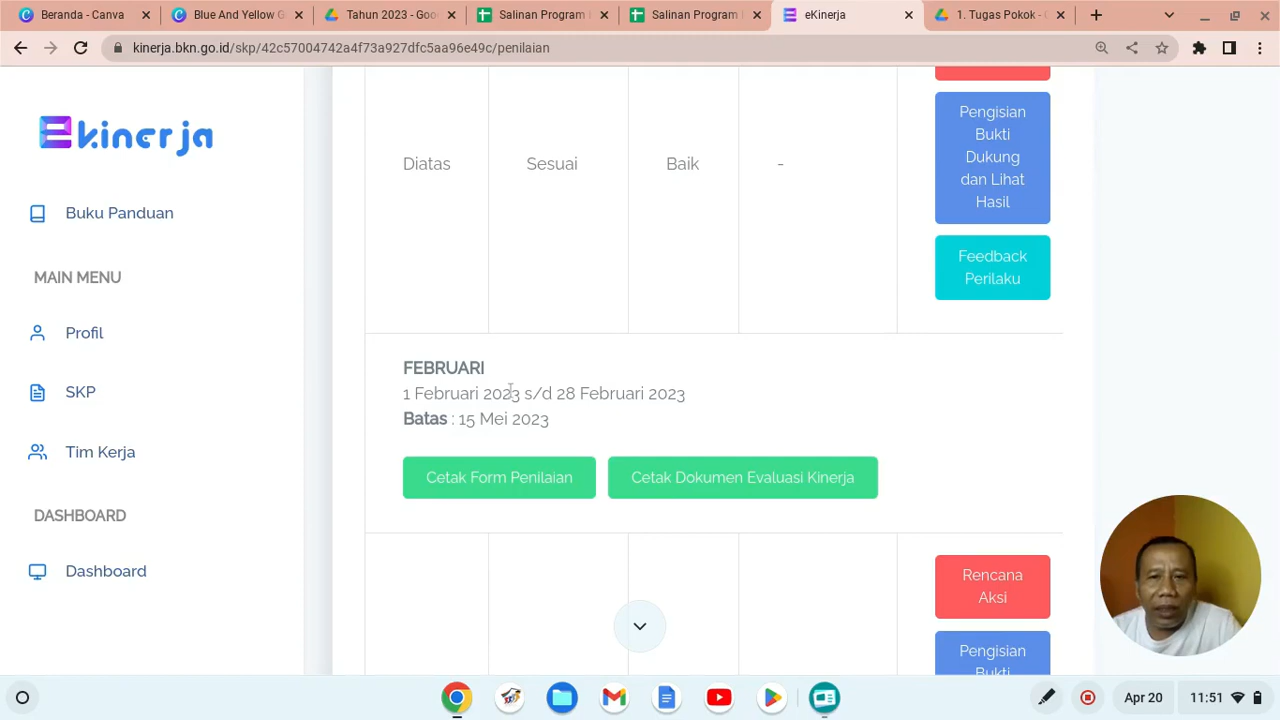 Beranda - Canva
Blue And Yellow G
Tahun 2023 - Goo
Salinan Program
Salinan Program
eKinerja
1. Tugas Pokok - G
kinerja.bkn.go.id/skp/42c57004742a4f73a927dfc5aa96e49c/penilaian
Ekinerja
Buku Panduan
MAIN MENU
Profil
SKP
Tim Kerja
DASHBOARD
Dashboard
Diatas
Sesuai
Baik
-
Pengisian
Bukti
Dukung
dan Lihat
Hasil
Feedback
Perilaku
FEBRUARI
1 Februari 2023 s/d 28 Februari 2023
Batas : 15 Mei 2023
Cetak Form Penilaian
Cetak Dokumen Evaluasi Kinerja
Rencana
Aksi
Pengisian
Bukti
Apr 20
11:51